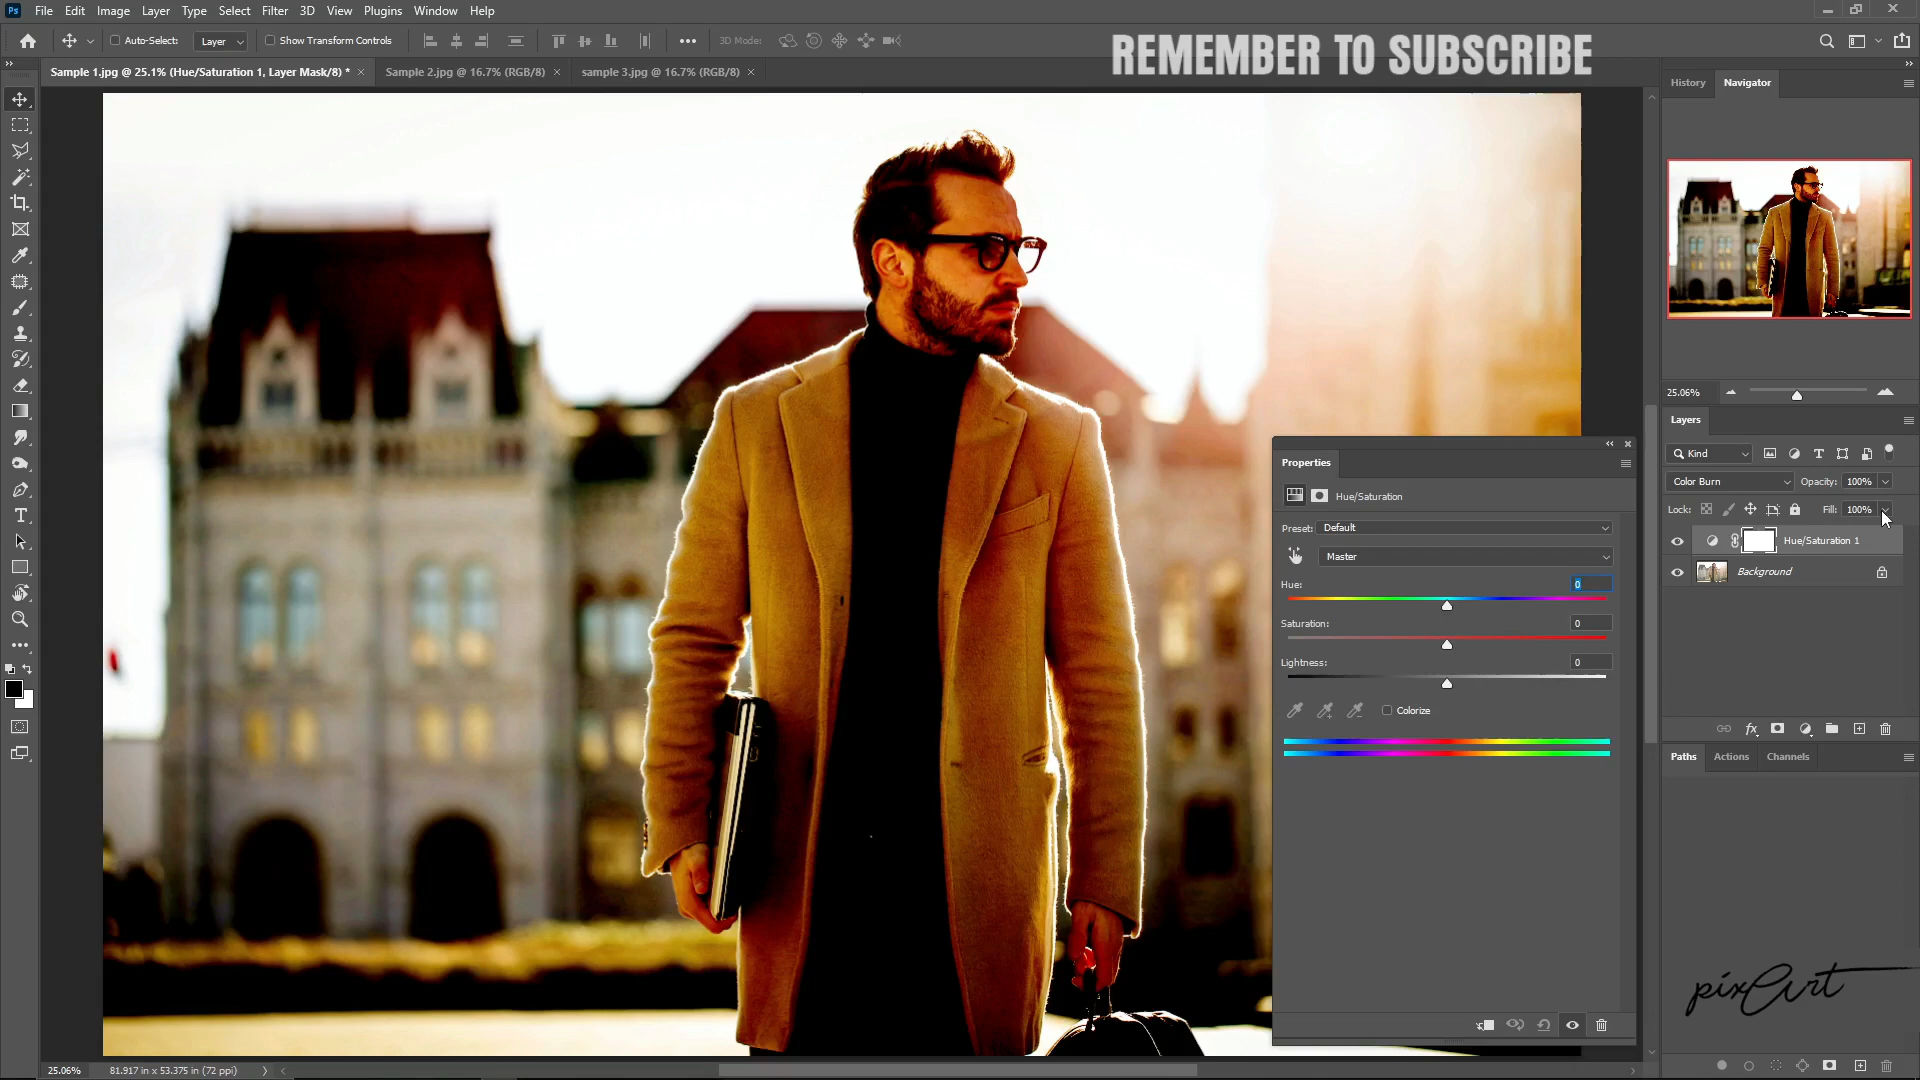 Ps File Edit Image Layer Type Select Filter 3D View Plugins Window Help
Auto-Select: Layer Show Transform Controls 3D Mode:
REMEMBER TO SUBSCRIBE
Sample 1.jpg @ 25.1% (Hue/Saturation 1, Layer Mask/8) * Sample 2.jpg @ 16.7% (RGB/8) sample 3.jpg @ 16.7% (RGB/8)
History Navigator
25.06%
Layers
Kind
Color Burn Opacity: 100%
Lock: Fill: 100%
Hue/Saturation 1
Background
Paths Actions Channels
Properties
Hue/Saturation
Preset: Default
Master
Hue: 0
Saturation: 0
Lightness: 0
Colorize
pixArt
25.06% 81.917 in x 53.375 in (72 ppi)